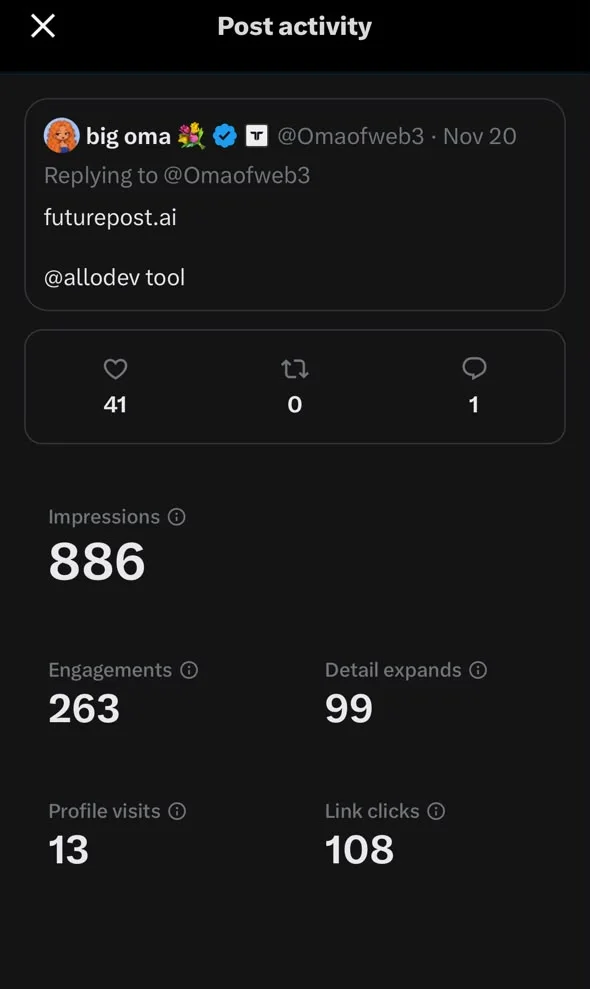 Post activity
big oma 💐 @Omaofweb3 · Nov 20
Replying to @Omaofweb3
futurepost.ai
@allodev tool
41 0 1
Impressions
886
Engagements Detail expands
263 99
Profile visits Link clicks
13 108